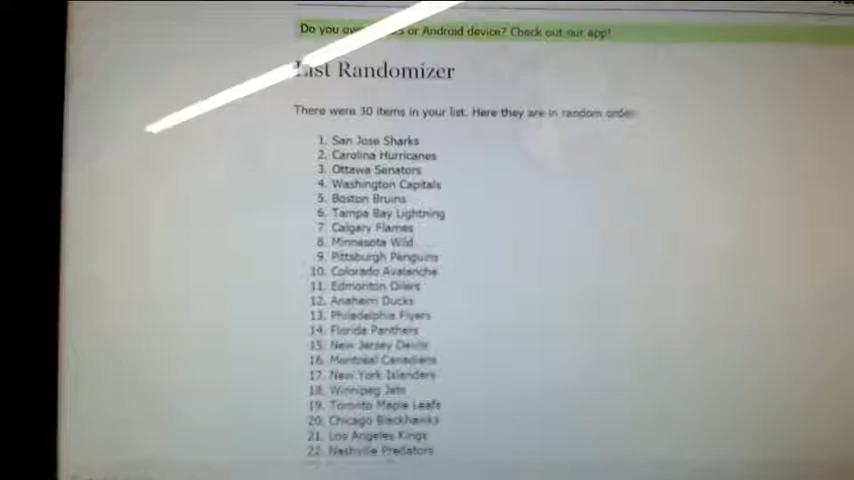 Do you own or Android device? Check out our app!
List Randomizer
There were 30 items in your list. Here they are in random order:
1. San Jose Sharks
2. Carolina Hurricanes
3. Ottawa Senators
4. Washington Capitals
5. Boston Bruins
6. Tampa Bay Lightning
7. Calgary Flames
8. Minnesota Wild
9. Pittsburgh Penguins
10. Colorado Avalanche
11. Edmonton Oilers
12. Anaheim Ducks
13. Philadelphia Flyers
14. Florida Panthers
15. New Jersey Devils
16. Montreal Canadiens
17. New York Islanders
18. Winnipeg Jets
19. Toronto Maple Leafs
20. Chicago Blackhawks
21. Los Angeles Kings
22. Nashville Predators